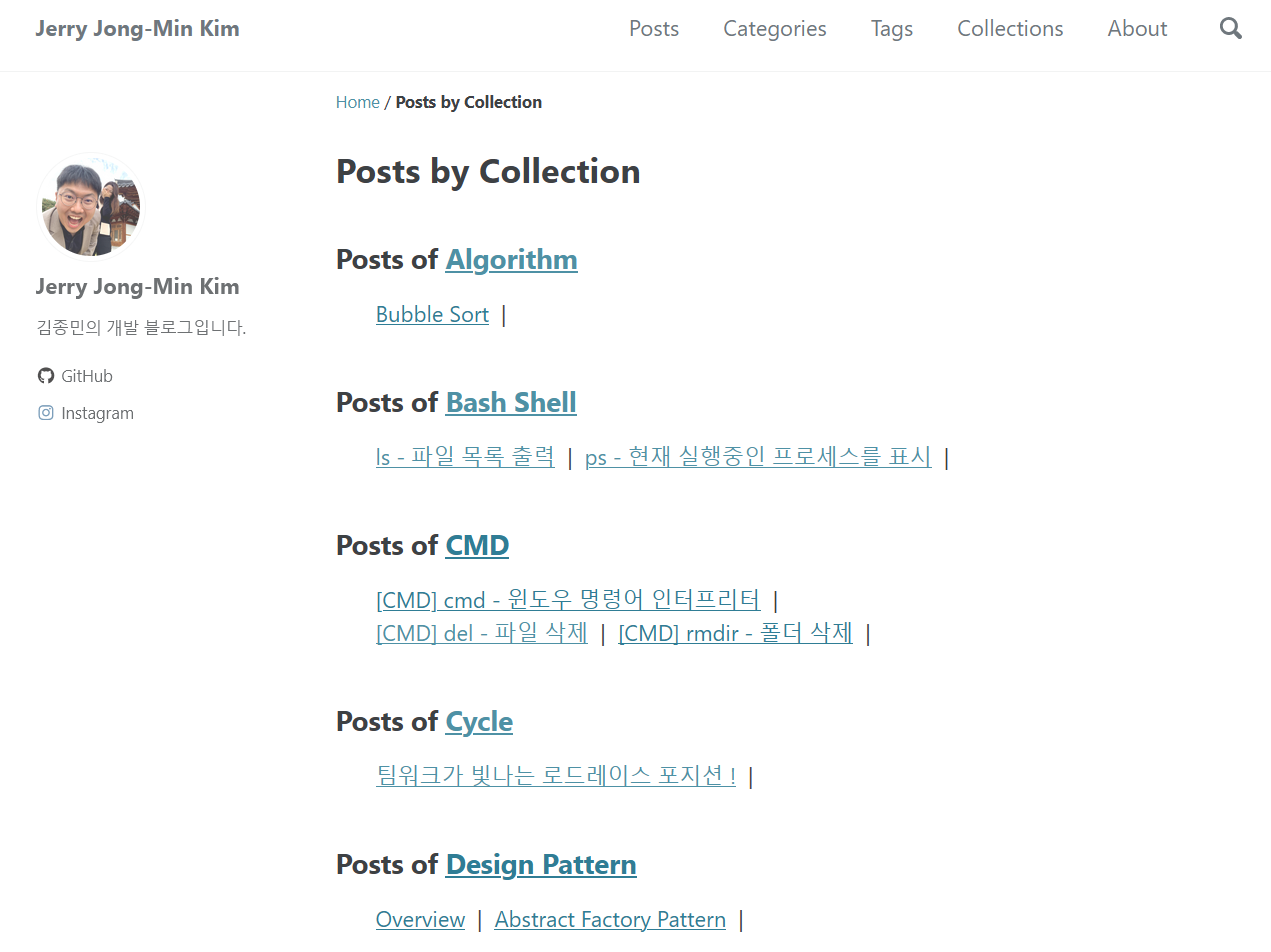 Jerry Jong-Min Kim Posts Categories Tags Collections About
Home / Posts by Collection
Posts by Collection
Jerry Jong-Min Kim
김종민의 개발 블로그입니다.
GitHub
Instagram
Posts of Algorithm
Bubble Sort |
Posts of Bash Shell
ls - 파일 목록 출력 | ps - 현재 실행중인 프로세스를 표시 |
Posts of CMD
[CMD] cmd - 윈도우 명령어 인터프리터 |
[CMD] del - 파일 삭제 | [CMD] rmdir - 폴더 삭제 |
Posts of Cycle
팀워크가 빛나는 로드레이스 포지션 ! |
Posts of Design Pattern
Overview | Abstract Factory Pattern |